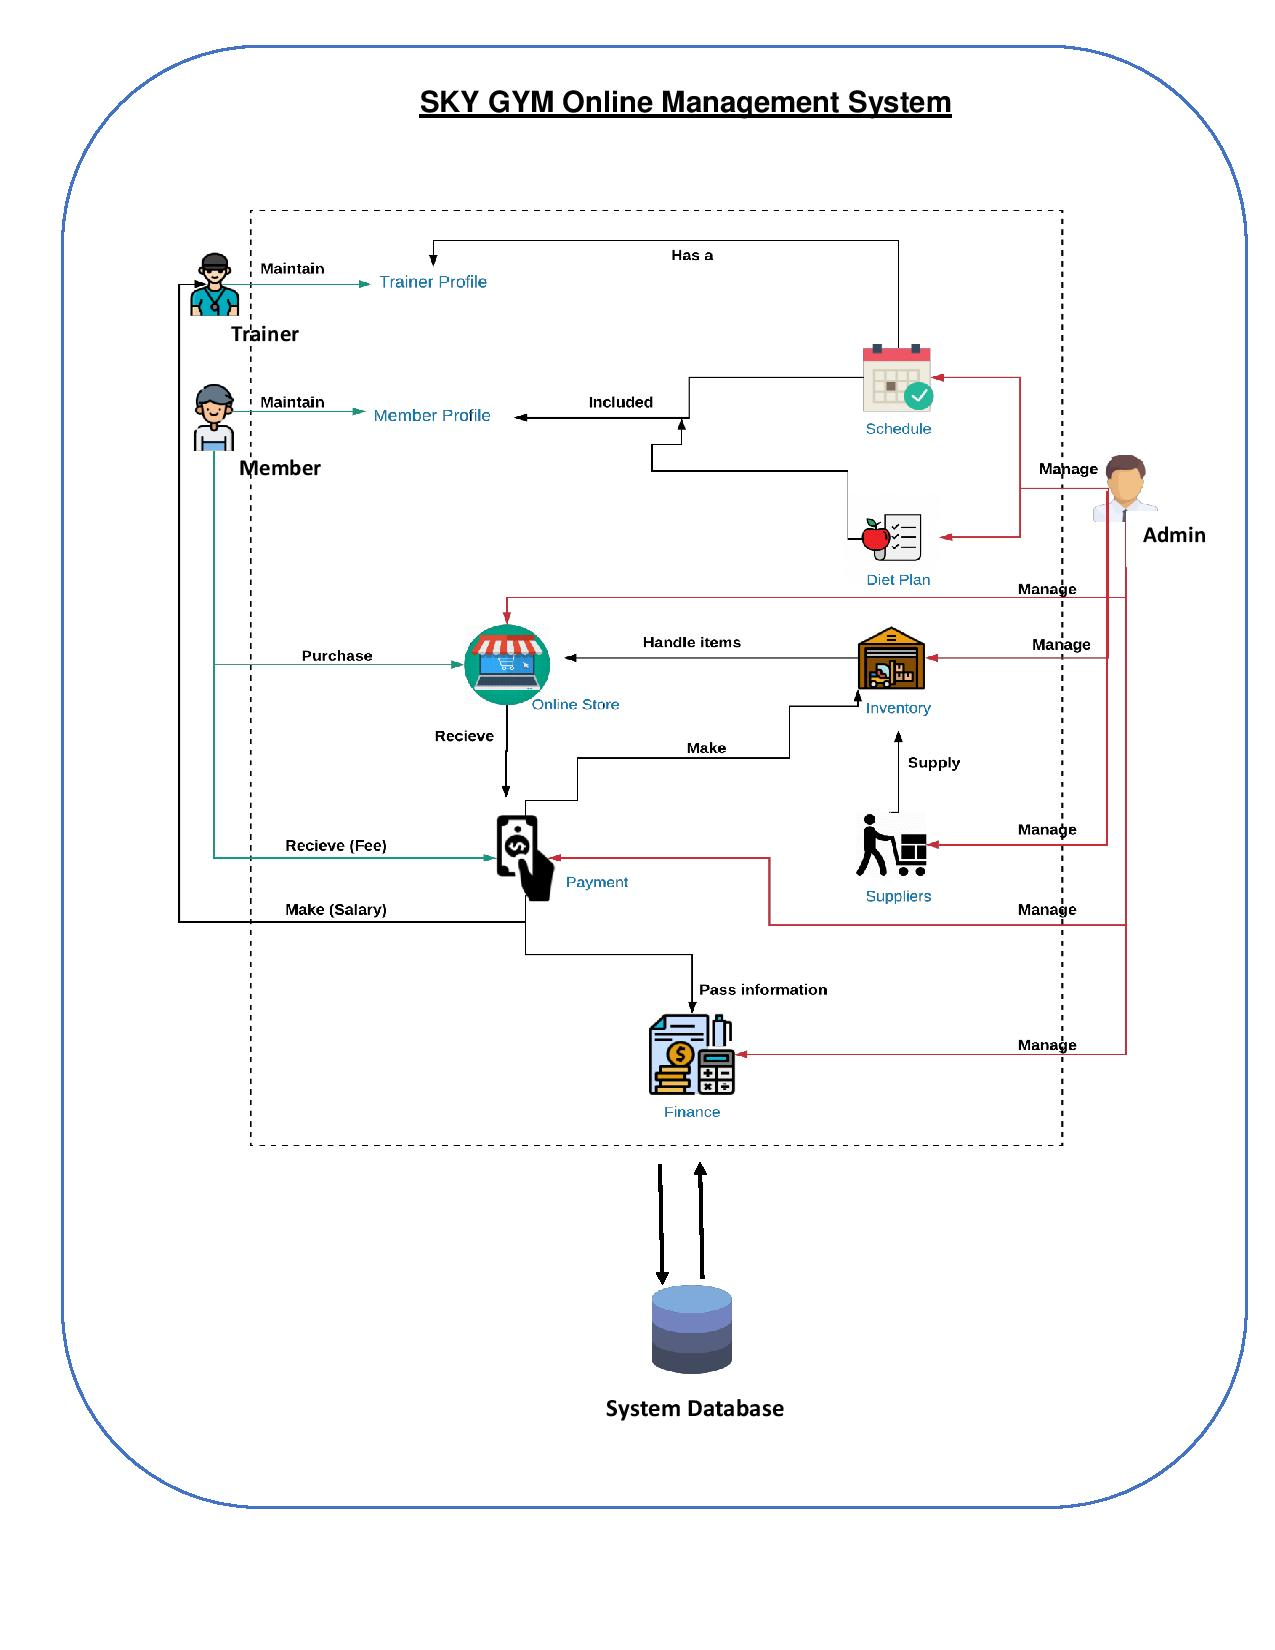 SKY GYM Online Management System
Has a
Maintain
Trainer Profile
Trainer
Maintain
Member Profile
Included
Schedule
Member
Manage
Admin
Diet Plan
Manage
Purchase
Handle items
Manage
Online Store
Inventory
Recieve
Make
Supply
Manage
Recieve (Fee)
Payment
Suppliers
Make (Salary)
Manage
Pass information
Manage
Finance
System Database